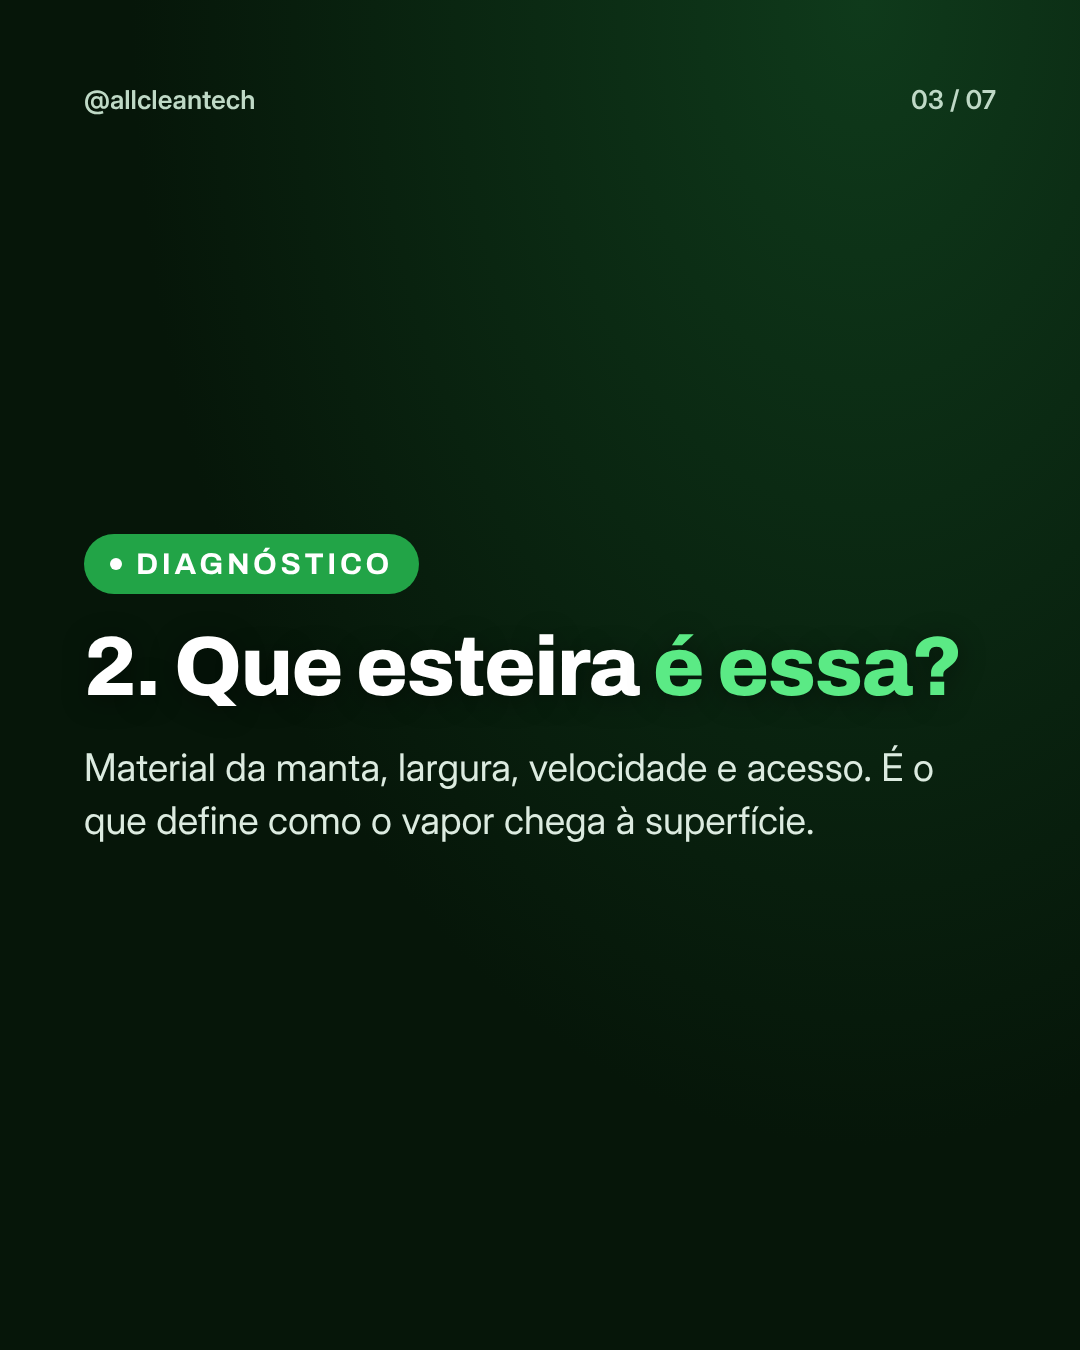 @allcleantech
03 / 07
• DIAGNÓSTICO
2. Que esteira é essa?
Material da manta, largura, velocidade e acesso. É o
que define como o vapor chega à superfície.